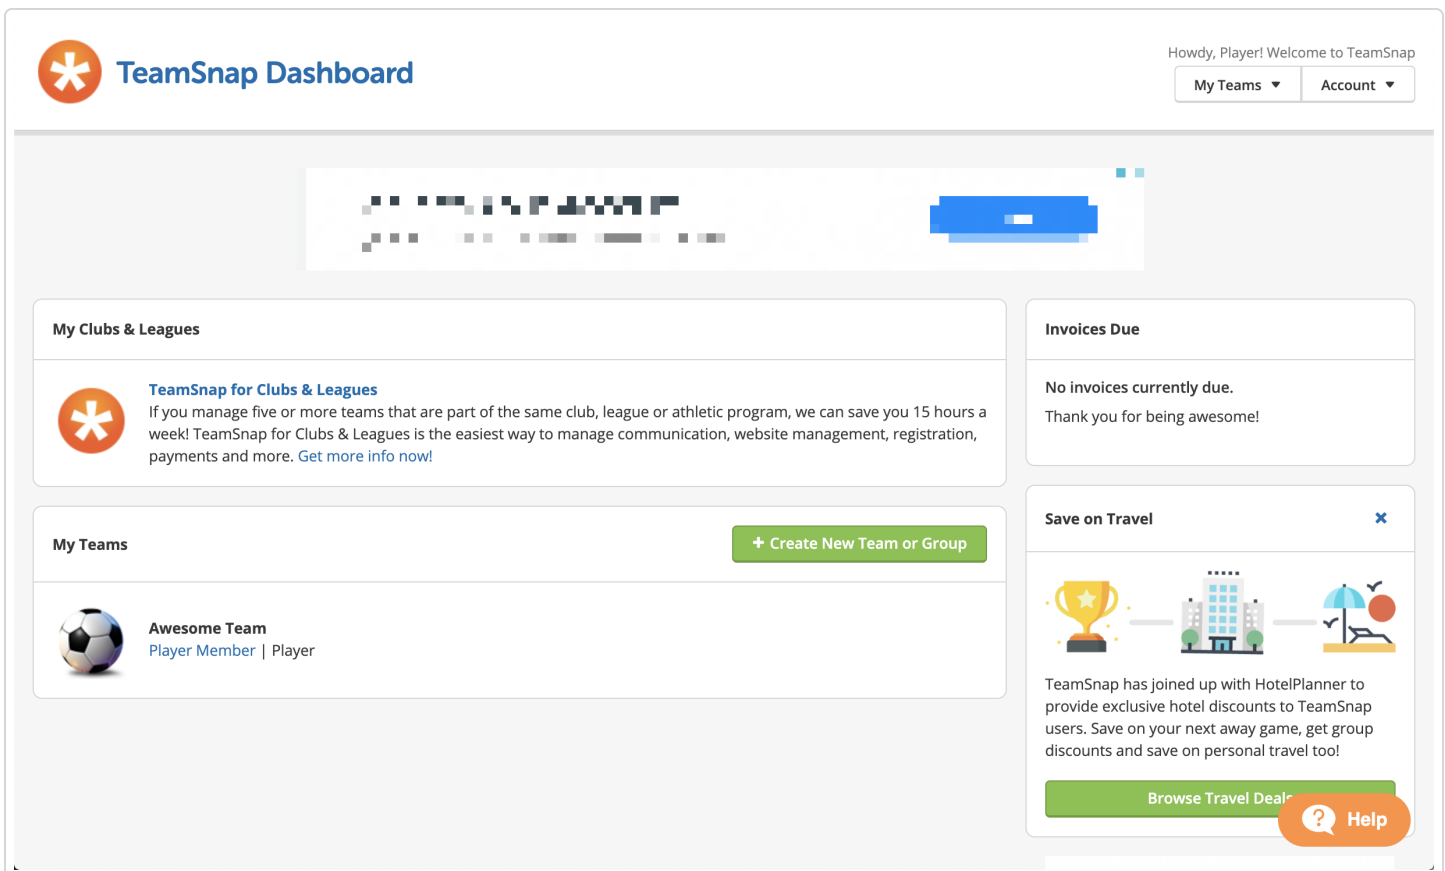 TeamSnap Dashboard
Howdy, Player! Welcome to TeamSnap
My Teams
Account
My Clubs & Leagues
TeamSnap for Clubs & Leagues
If you manage five or more teams that are part of the same club, league or athletic program, we can save you 15 hours a
week! TeamSnap for Clubs & Leagues is the easiest way to manage communication, website management, registration,
payments and more. Get more info now!
My Teams
+ Create New Team or Group
Awesome Team
Player Member | Player
Invoices Due
No invoices currently due.
Thank you for being awesome!
Save on Travel
TeamSnap has joined up with HotelPlanner to
provide exclusive hotel discounts to TeamSnap
users. Save on your next away game, get group
discounts and save on personal travel too!
Browse Travel Deals
? Help